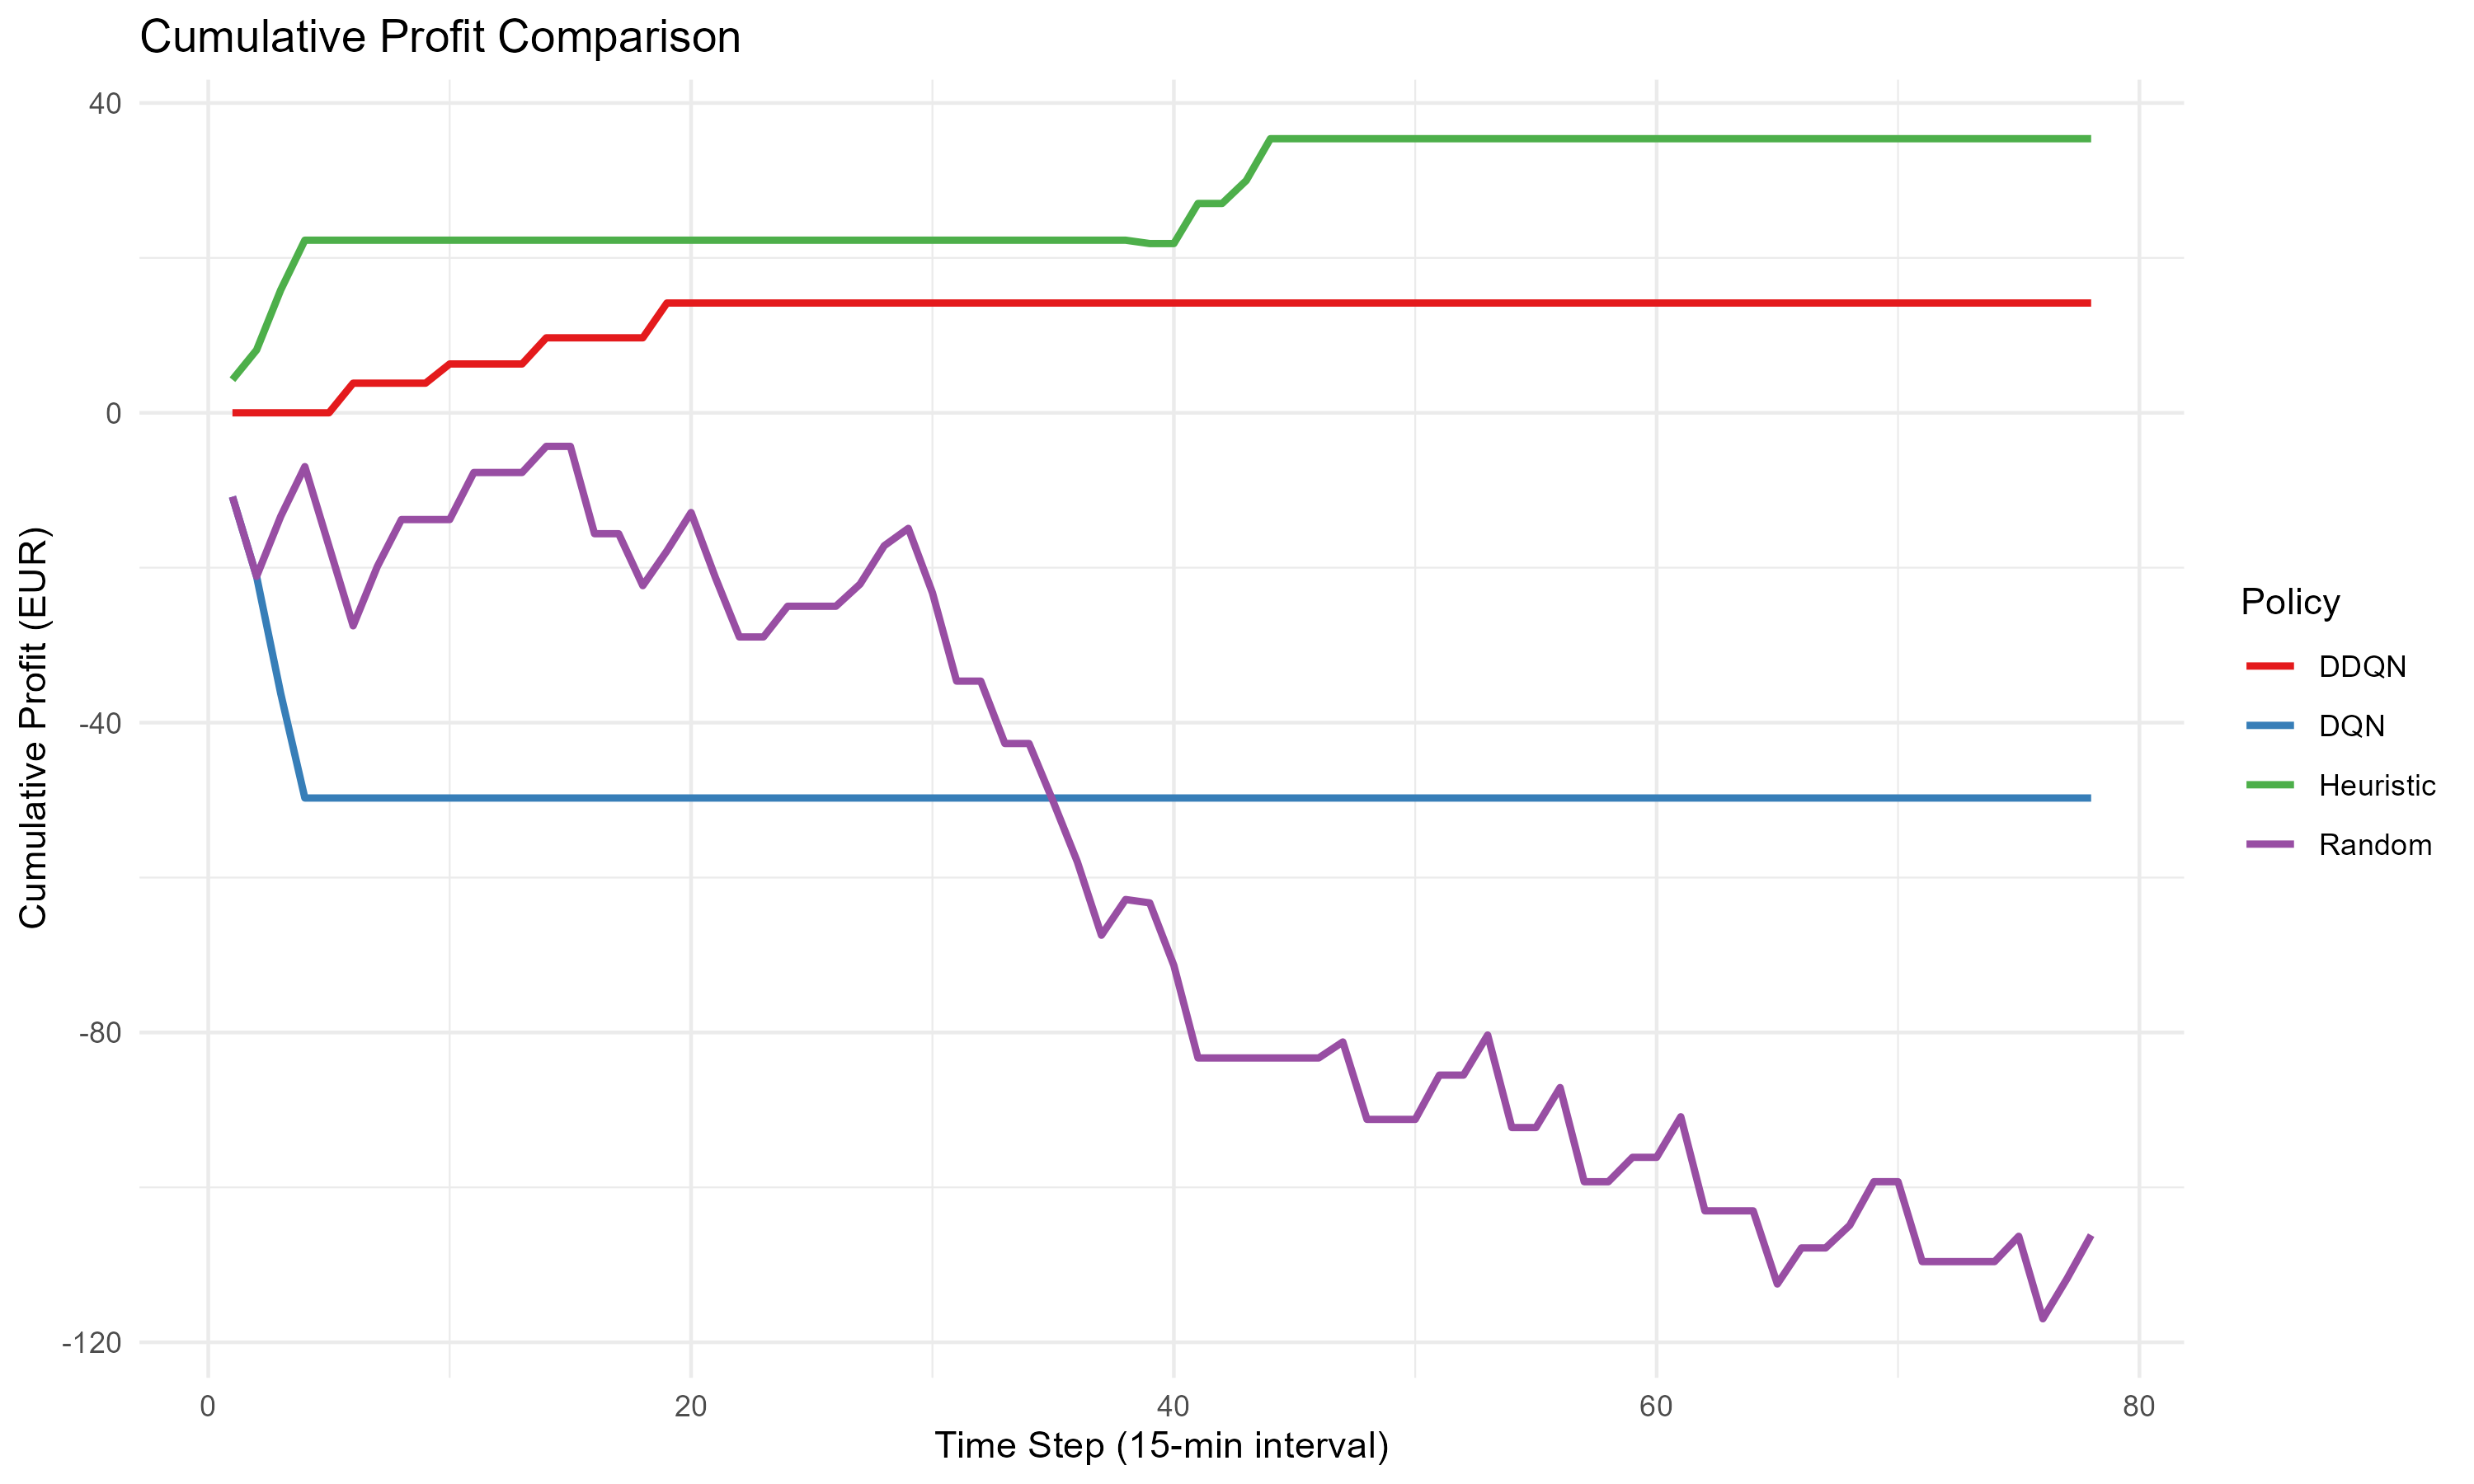 Cumulative Profit Comparison
Cumulative Profit (EUR)
40
0
-40
-80
-120
0
20
40
60
80
Time Step (15-min interval)
Policy
DDQN
DQN
Heuristic
Random